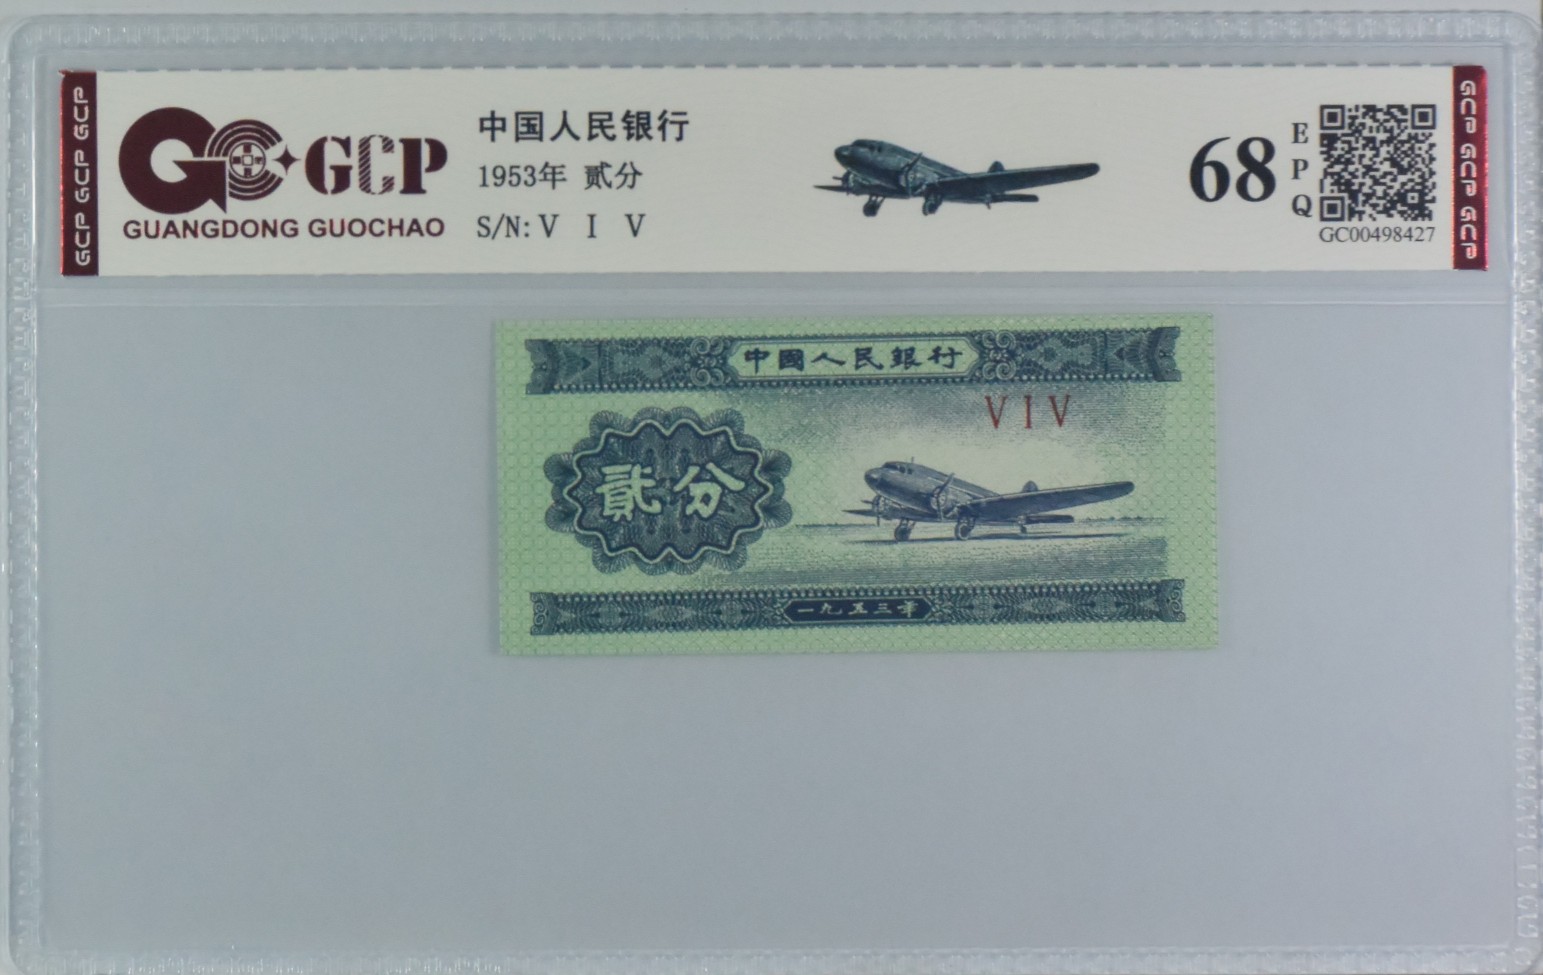 GCP GCP GCP
GCP
GUANGDONG GUOCHAO
中国人民银行
1953年 贰分
S/N: V I V
68
E
P
Q
GC00498427
GCP GCP GCP
中國人民銀行
V I V
貳分
一九五三年